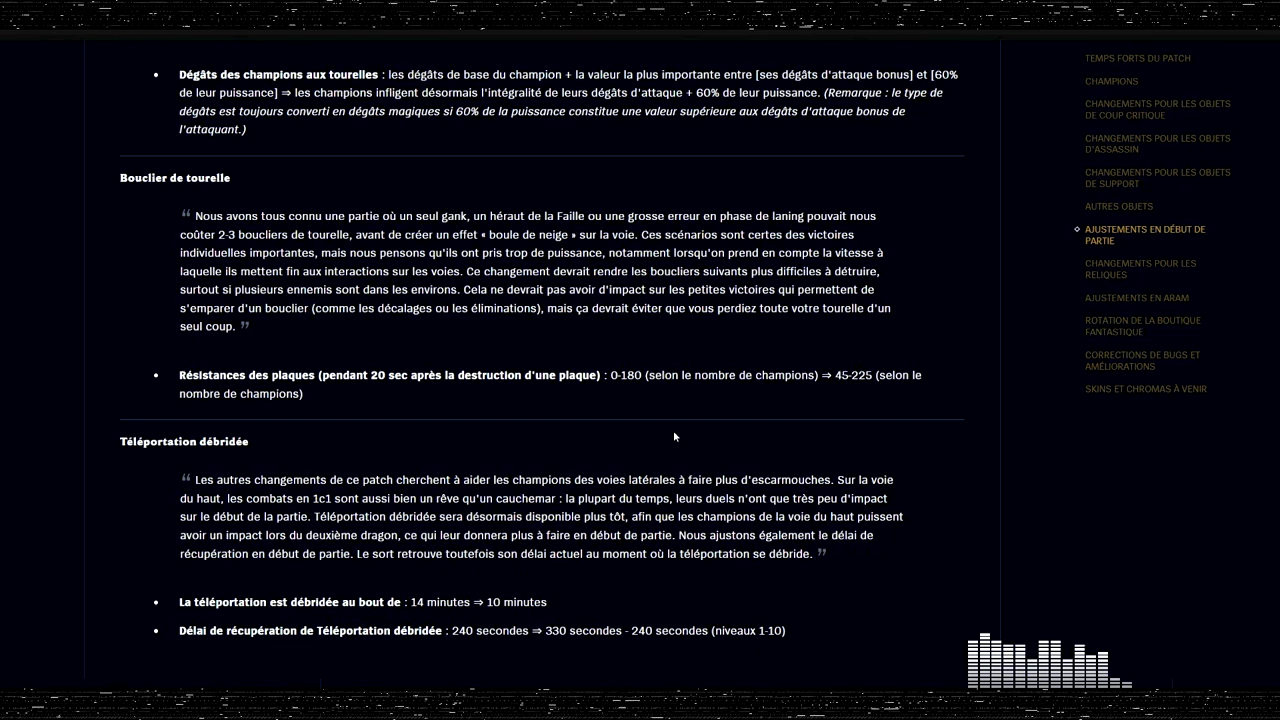 Dégâts des champions aux tourelles : les dégâts de base du champion + la valeur la plus importante entre [ses dégâts d'attaque bonus] et [60%
de leur puissance] ⇒ les champions infligent désormais l'intégralité de leurs dégâts d'attaque + 60% de leur puissance. (Remarque : le type de
dégâts est toujours converti en dégâts magiques si 60% de la puissance constitue une valeur supérieure aux dégâts d'attaque bonus de
l'attaquant.)
Bouclier de tourelle
“ Nous avons tous connu une partie où un seul gank, un héraut de la Faille ou une grosse erreur en phase de laning pouvait nous
coûter 2-3 boucliers de tourelle, avant de créer un effet « boule de neige » sur la voie. Ces scénarios sont certes des victoires
individuelles importantes, mais nous pensons qu'ils ont pris trop de puissance, notamment lorsqu'on prend en compte la vitesse à
laquelle ils mettent fin aux interactions sur les voies. Ce changement devrait rendre les boucliers suivants plus difficiles à détruire,
surtout si plusieurs ennemis sont dans les environs. Cela ne devrait pas avoir d'impact sur les petites victoires qui permettent de
s'emparer d'un bouclier (comme les décalages ou les éliminations), mais ça devrait éviter que vous perdiez toute votre tourelle d'un
seul coup. ”
Résistances des plaques (pendant 20 sec après la destruction d'une plaque) : 0-180 (selon le nombre de champions) ⇒ 45-225 (selon le
nombre de champions)
Téléportation débridée
“ Les autres changements de ce patch cherchent à aider les champions des voies latérales à faire plus d'escarmouches. Sur la voie
du haut, les combats en 1c1 sont aussi bien un rêve qu'un cauchemar : la plupart du temps, leurs duels n'ont que très peu d'impact
sur le début de la partie. Téléportation débridée sera désormais disponible plus tôt, afin que les champions de la voie du haut puissent
avoir un impact lors du deuxième dragon, ce qui leur donnera plus à faire en début de partie. Nous ajustons également le délai de
récupération en début de partie. Le sort retrouve toutefois son délai actuel au moment où la téléportation se débride. ”
La téléportation est débridée au bout de : 14 minutes ⇒ 10 minutes
Délai de récupération de Téléportation débridée : 240 secondes ⇒ 330 secondes - 240 secondes (niveaux 1-10)
TEMPS FORTS DU PATCH
CHAMPIONS
CHANGEMENTS POUR LES OBJETS
DE COUP CRITIQUE
CHANGEMENTS POUR LES OBJETS
D'ASSASSIN
CHANGEMENTS POUR LES OBJETS
DE SUPPORT
AUTRES OBJETS
AJUSTEMENTS EN DÉBUT DE
PARTIE
CHANGEMENTS POUR LES
RELIQUES
AJUSTEMENTS EN ARAM
ROTATION DE LA BOUTIQUE
FANTASTIQUE
CORRECTIONS DE BUGS ET
AMÉLIORATIONS
SKINS ET CHROMAS À VENIR